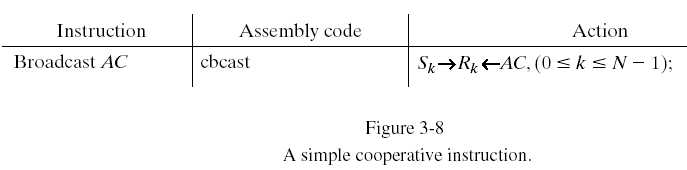 Instruction Assembly code Action
Broadcast AC cbcast Sk→Rk←AC, (0 ≤ k ≤ N − 1);
Figure 3-8
A simple cooperative instruction.